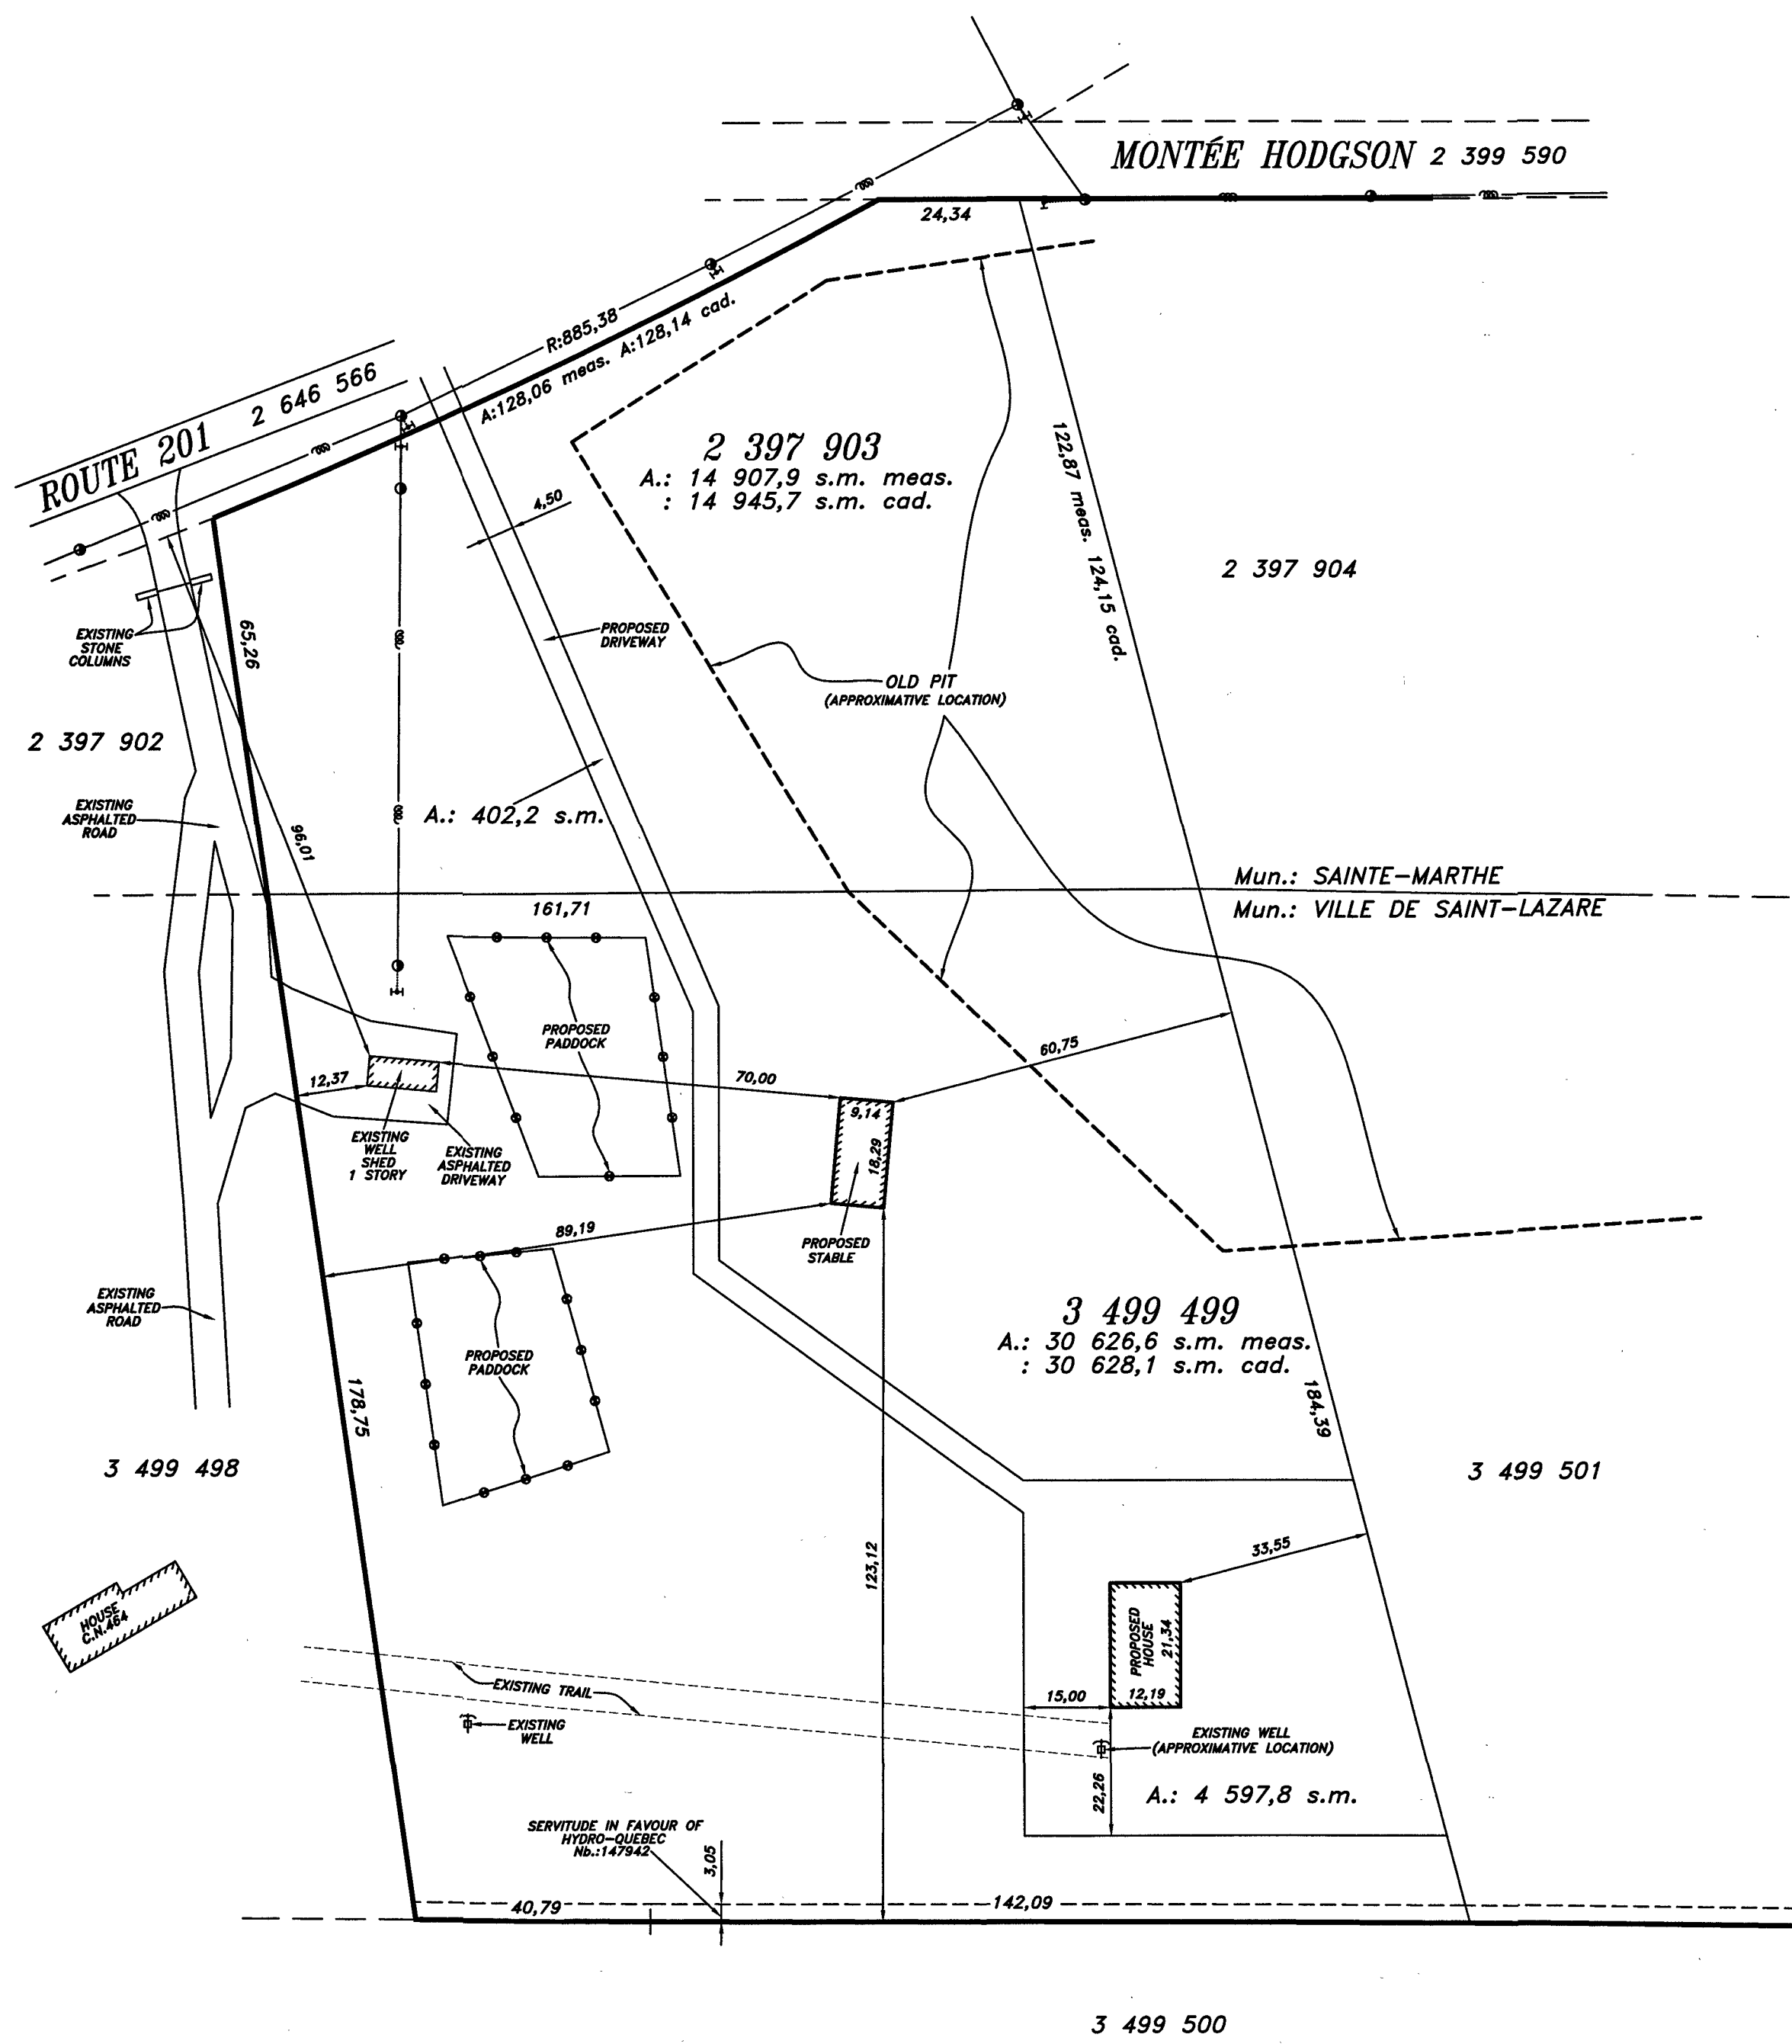 MONTÉE HODGSON 2 399 590
24,34
R:885,38
A:128,06 meas. A:128,14 cad.
ROUTE 201 2 646 566
2 397 903
A.: 14 907,9 s.m. meas.
: 14 945,7 s.m. cad.
4,50
122,87 meas. 124,15 cad.
2 397 904
EXISTING
STONE
COLUMNS
65,26
PROPOSED
DRIVEWAY
OLD PIT
(APPROXIMATIVE LOCATION)
2 397 902
EXISTING
ASPHALTED
ROAD
96,01
A.: 402,2 s.m.
Mun.: SAINTE-MARTHE
Mun.: VILLE DE SAINT-LAZARE
161,71
PROPOSED
PADDOCK
60,75
70,00
12,37
9,14
18,29
EXISTING
WELL
SHED
1 STORY
EXISTING
ASPHALTED
DRIVEWAY
89,19
PROPOSED
STABLE
EXISTING
ASPHALTED
ROAD
3 499 499
A.: 30 626,6 s.m. meas.
: 30 628,1 s.m. cad.
PROPOSED
PADDOCK
178,75
184,39
3 499 498
3 499 501
123,12
33,55
HOUSE
C.N.464
PROPOSED
HOUSE
21,34
12,19
15,00
EXISTING TRAIL
EXISTING
WELL
EXISTING WELL
(APPROXIMATIVE LOCATION)
22,26
A.: 4 597,8 s.m.
SERVITUDE IN FAVOUR OF
HYDRO-QUEBEC
Nb.:147942
3,05
40,79
142,09
3 499 500